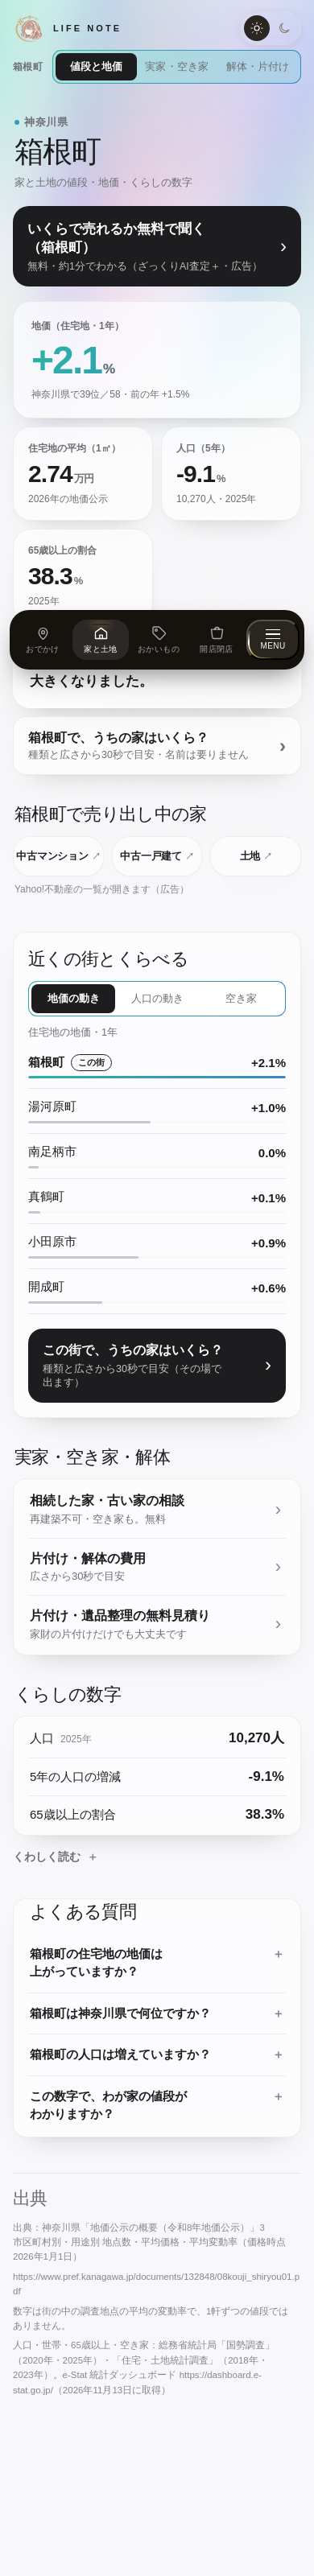 LIFE NOTE
箱根町
値段と地価
実家・空き家
解体・片付け
神奈川県
箱根町
家と土地の値段・地価・くらしの数字
いくらで売れるか無料で聞く
（箱根町）
無料・約1分でわかる（ざっくりAI査定＋・広告）
›
地価（住宅地・1年）
+2.1%
神奈川県で39位／58・前の年 +1.5%
住宅地の平均（1㎡）
2.74万円
2026年の地価公示
人口（5年）
-9.1%
10,270人・2025年
65歳以上の割合
38.3%
2025年
おでかけ
家と土地
おかいもの
開店閉店
MENU
大きくなりました。
箱根町で、うちの家はいくら？
種類と広さから30秒で目安・名前は要りません
›
箱根町で売り出し中の家
中古マンション ↗
中古一戸建て ↗
土地 ↗
Yahoo!不動産の一覧が開きます（広告）
近くの街とくらべる
地価の動き
人口の動き
空き家
住宅地の地価・1年
箱根町 この街 +2.1%
湯河原町 +1.0%
南足柄市 0.0%
真鶴町 +0.1%
小田原市 +0.9%
開成町 +0.6%
この街で、うちの家はいくら？
種類と広さから30秒で目安（その場で
出ます）
›
実家・空き家・解体
相続した家・古い家の相談
再建築不可・空き家も。無料
›
片付け・解体の費用
広さから30秒で目安
›
片付け・遺品整理の無料見積り
家財の片付けだけでも大丈夫です
›
くらしの数字
人口 2025年 10,270人
5年の人口の増減 -9.1%
65歳以上の割合 38.3%
くわしく読む ＋
よくある質問
箱根町の住宅地の地価は
上がっていますか？ +
箱根町は神奈川県で何位ですか？ +
箱根町の人口は増えていますか？ +
この数字で、わが家の値段が
わかりますか？ +
出典
出典：神奈川県「地価公示の概要（令和8年地価公示）」3
市区町村別・用途別 地点数・平均価格・平均変動率（価格時点
2026年1月1日）
https://www.pref.kanagawa.jp/documents/132848/08kouji_shiryou01.p
df
数字は街の中の調査地点の平均の変動率で、1軒ずつの値段では
ありません。
人口・世帯・65歳以上・空き家：総務省統計局「国勢調査」
（2020年・2025年）・「住宅・土地統計調査」（2018年・
2023年）。e-Stat 統計ダッシュボード https://dashboard.e-
stat.go.jp/（2026年11月13日に取得）